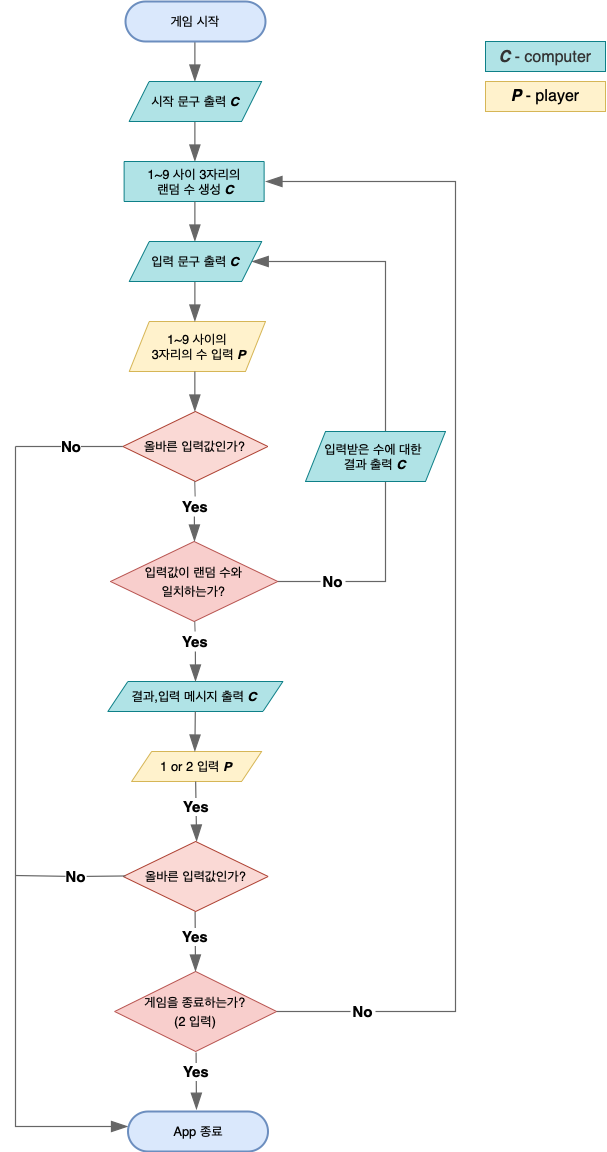 게임 시작
C - computer
P - player
시작 문구 출력 C
1~9 사이 3자리의
랜덤 수 생성 C
입력 문구 출력 C
1~9 사이의
3자리의 수 입력 P
올바른 입력값인가?
No
입력받은 수에 대한
결과 출력 C
Yes
입력값이 랜덤 수와
일치하는가?
No
Yes
결과,입력 메시지 출력 C
1 or 2 입력 P
Yes
올바른 입력값인가?
No
Yes
게임을 종료하는가?
(2 입력)
No
Yes
App 종료